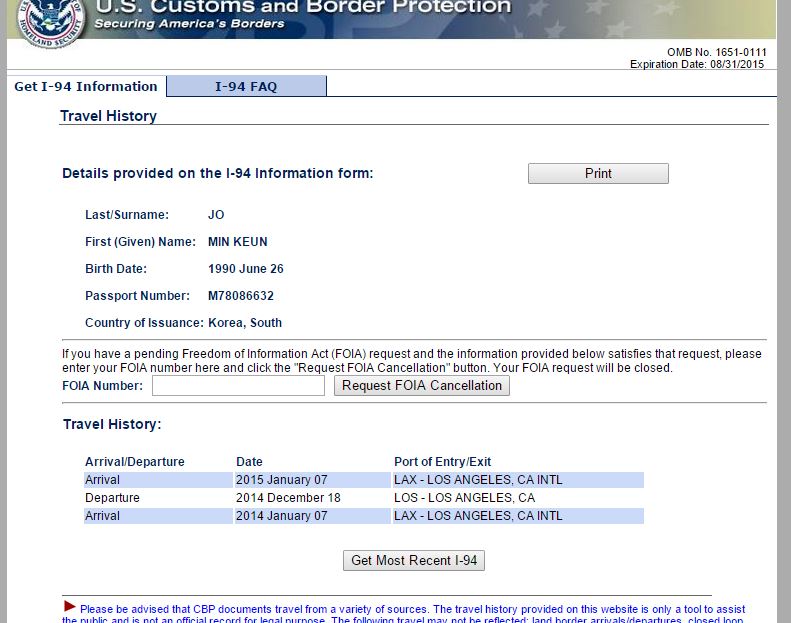 U.S. Customs and Border Protection
Securing America's Borders
HOMELAND SECURITY
OMB No. 1651-0111
Expiration Date: 08/31/2015
Get I-94 Information I-94 FAQ
Travel History
Details provided on the I-94 Information form: Print
Last/Surname: JO
First (Given) Name: MIN KEUN
Birth Date: 1990 June 26
Passport Number: M78086632
Country of Issuance: Korea, South
If you have a pending Freedom of Information Act (FOIA) request and the information provided below satisfies that request, please
enter your FOIA number here and click the "Request FOIA Cancellation" button. Your FOIA request will be closed.
FOIA Number: Request FOIA Cancellation
Travel History:
Arrival/Departure Date Port of Entry/Exit
Arrival 2015 January 07 LAX - LOS ANGELES, CA INTL
Departure 2014 December 18 LOS - LOS ANGELES, CA
Arrival 2014 January 07 LAX - LOS ANGELES, CA INTL
Get Most Recent I-94
Please be advised that CBP documents travel from a variety of sources. The travel history provided on this website is only a tool to assist
the public and is not an official record for legal purpose. The following travel may not be reflected: land border arrivals/departures, closed loop